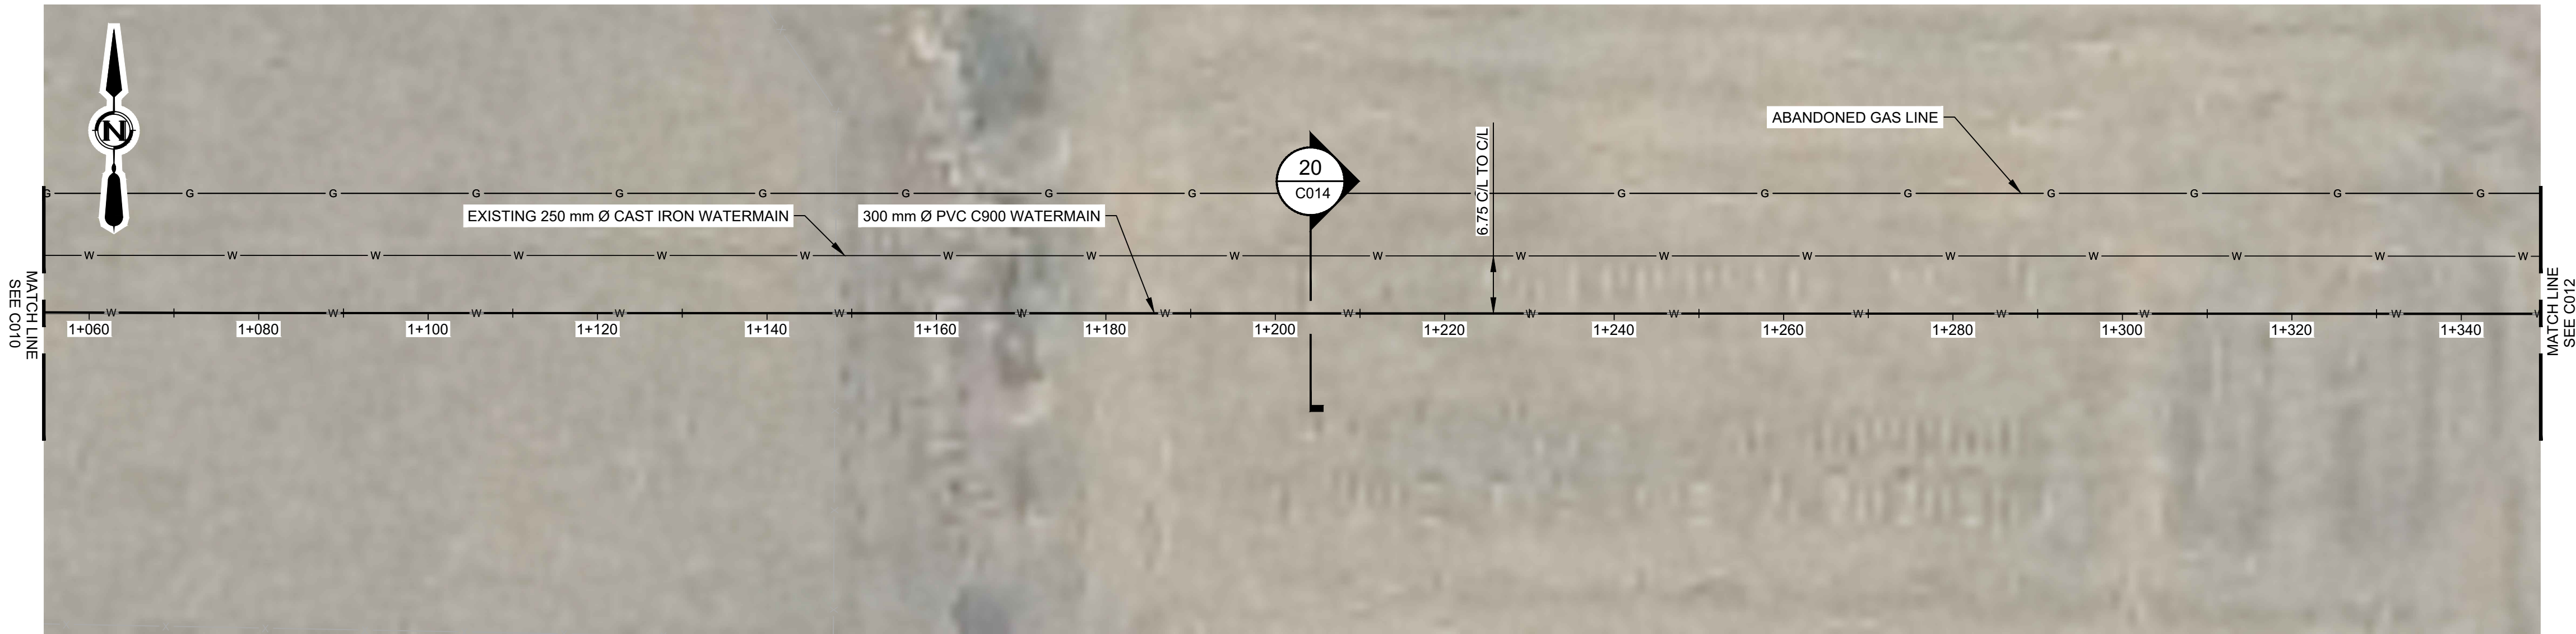 N
ABANDONED GAS LINE
20
C014
6.75 C/L TO C/L
G G G G G G G G G G G G G G G G
EXISTING 250 mm Ø CAST IRON WATERMAIN
300 mm Ø PVC C900 WATERMAIN
W W W W W W W W W W W W W W W W W W
MATCH LINE
SEE C010
W W W W W W W W W W W W W W W W
1+060 1+080 1+100 1+120 1+140 1+160 1+180 1+200 1+220 1+240 1+260 1+280 1+300 1+320 1+340
MATCH LINE
SEE C012